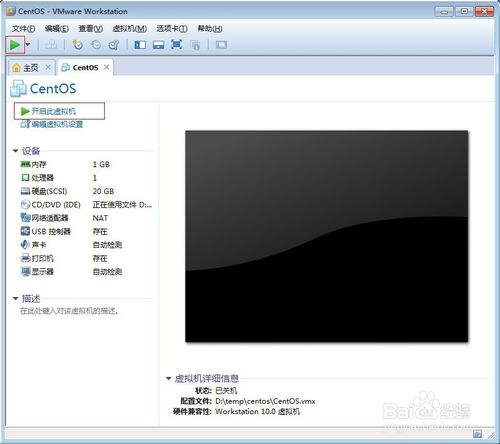 CentOS - VMware Workstation
文件(F) 编辑(E) 查看(V) 虚拟机(M) 选项卡(T) 帮助(H)
主页 CentOS
CentOS
开启此虚拟机
编辑虚拟机设置
设备
内存 1 GB
处理器 1
硬盘(SCSI) 20 GB
CD/DVD (IDE) 正在使用文件 D:...
网络适配器 NAT
USB 控制器 存在
声卡 自动检测
打印机 存在
显示器 自动检测
描述
在此处键入对该虚拟机的描述。
虚拟机详细信息
状态: 已关机
配置文件: D:\temp\centos\CentOS.vmx
硬件兼容性: Workstation 10.0 虚拟机
Baidu 经验